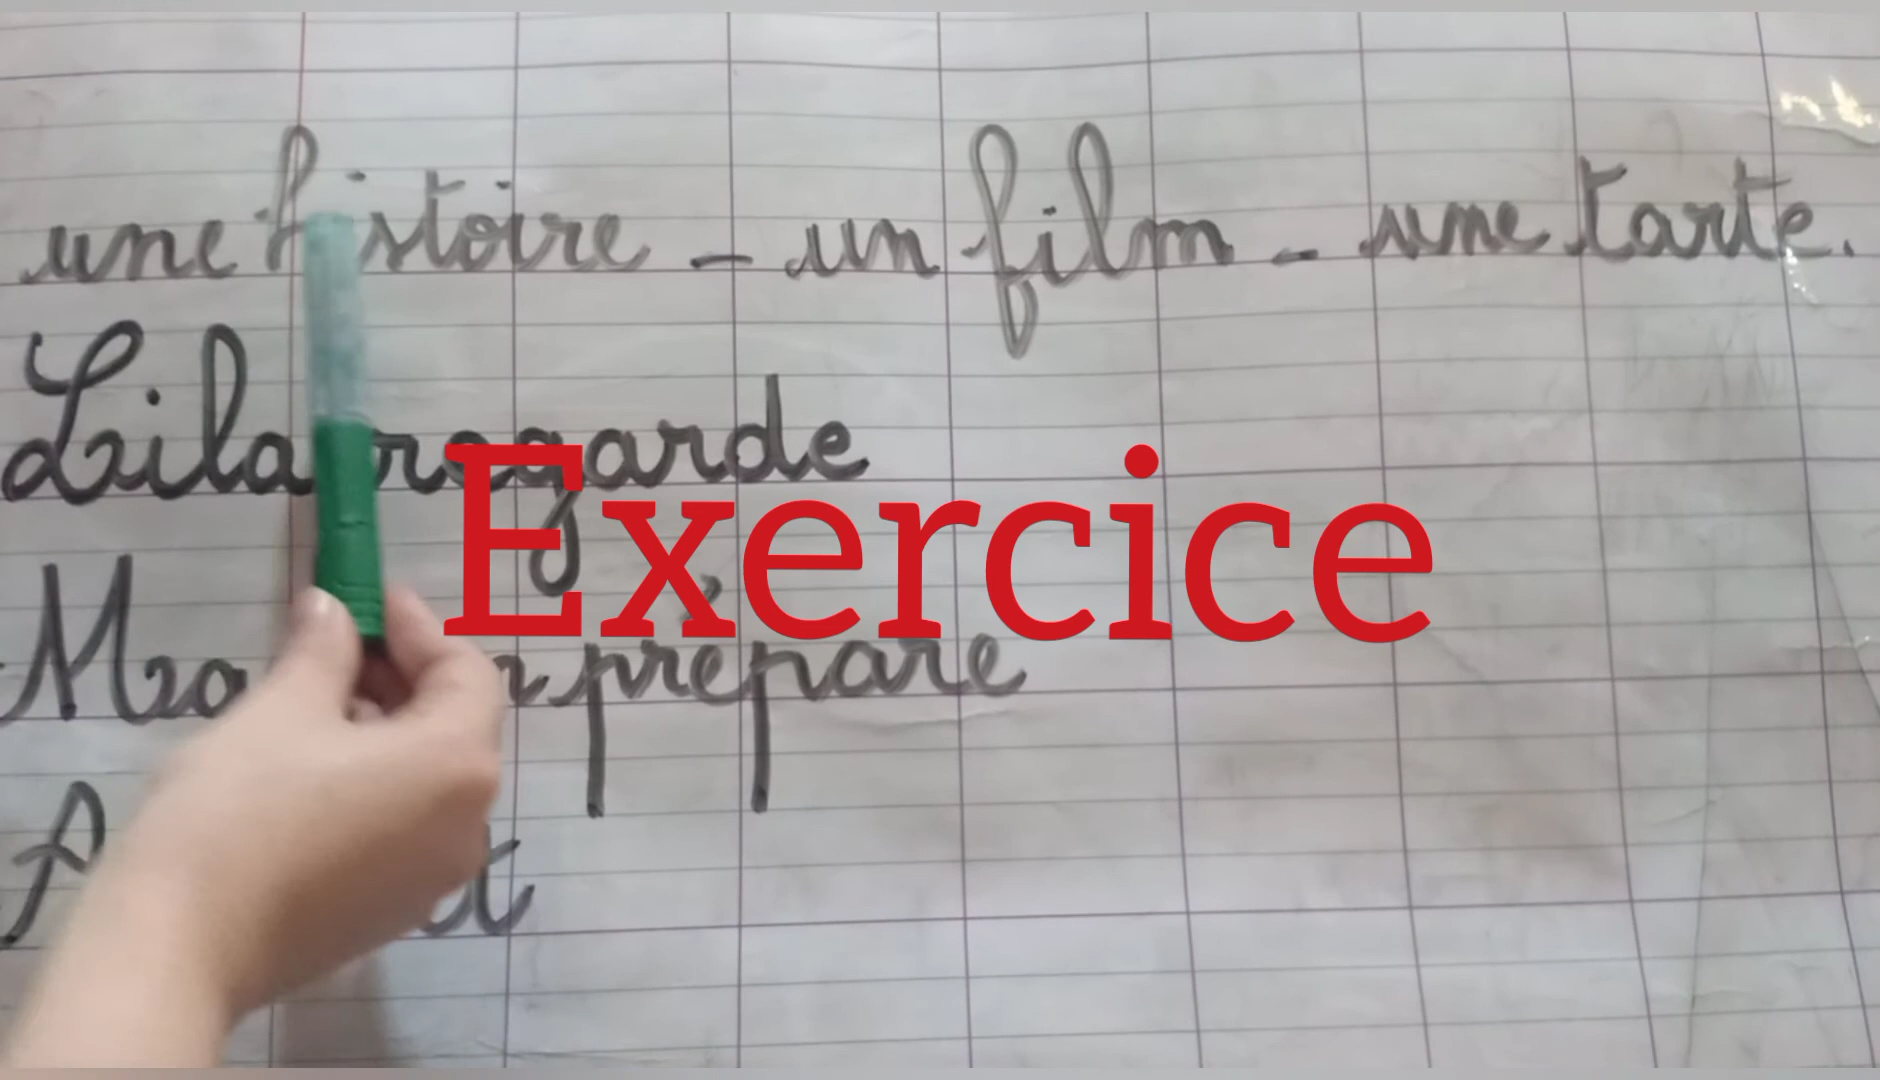 une histoire - un film - une tarte.
Lila regarde
Exercice
prépare